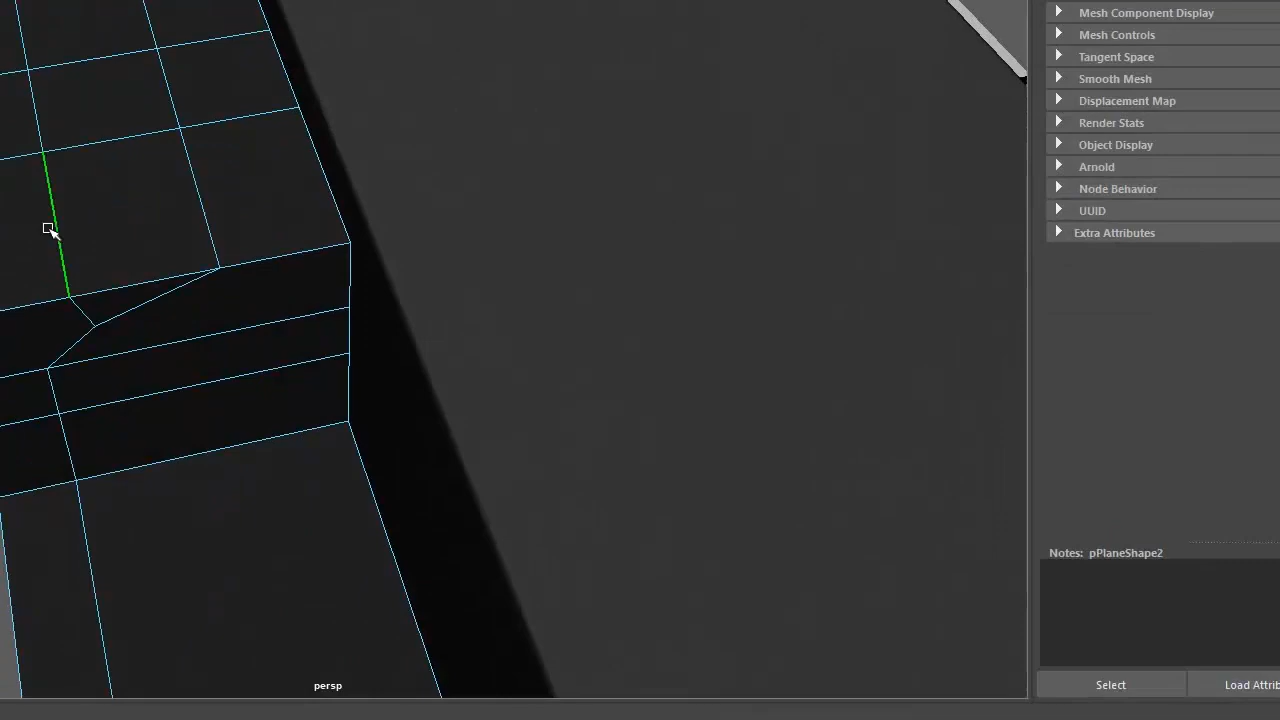 Mesh Component Display
Mesh Controls
Tangent Space
Smooth Mesh
Displacement Map
Render Stats
Object Display
Arnold
Node Behavior
UUID
Extra Attributes
Notes: pPlaneShape2
persp
Select
Load Attrib